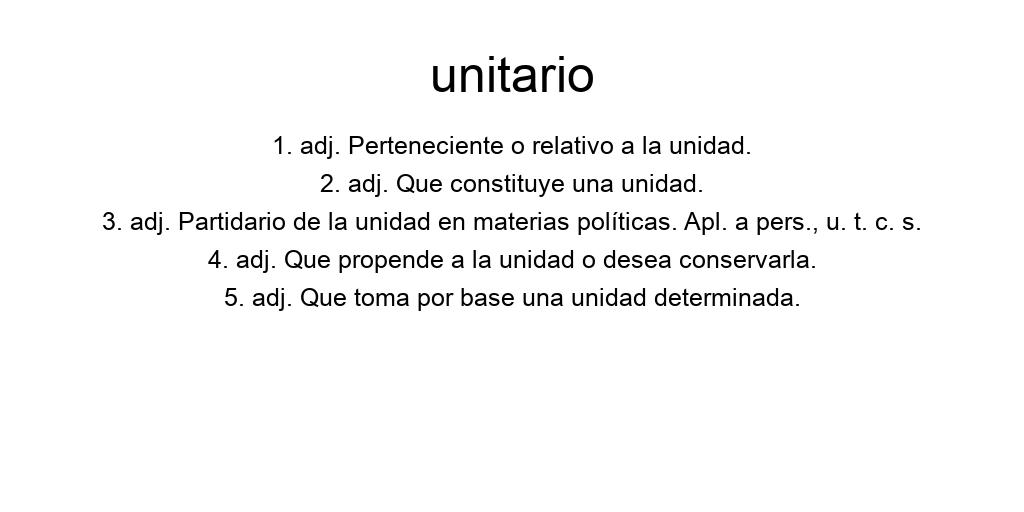 unitario
1. adj. Perteneciente o relativo a la unidad.
2. adj. Que constituye una unidad.
3. adj. Partidario de la unidad en materias políticas. Apl. a pers., u. t. c. s.
4. adj. Que propende a la unidad o desea conservarla.
5. adj. Que toma por base una unidad determinada.